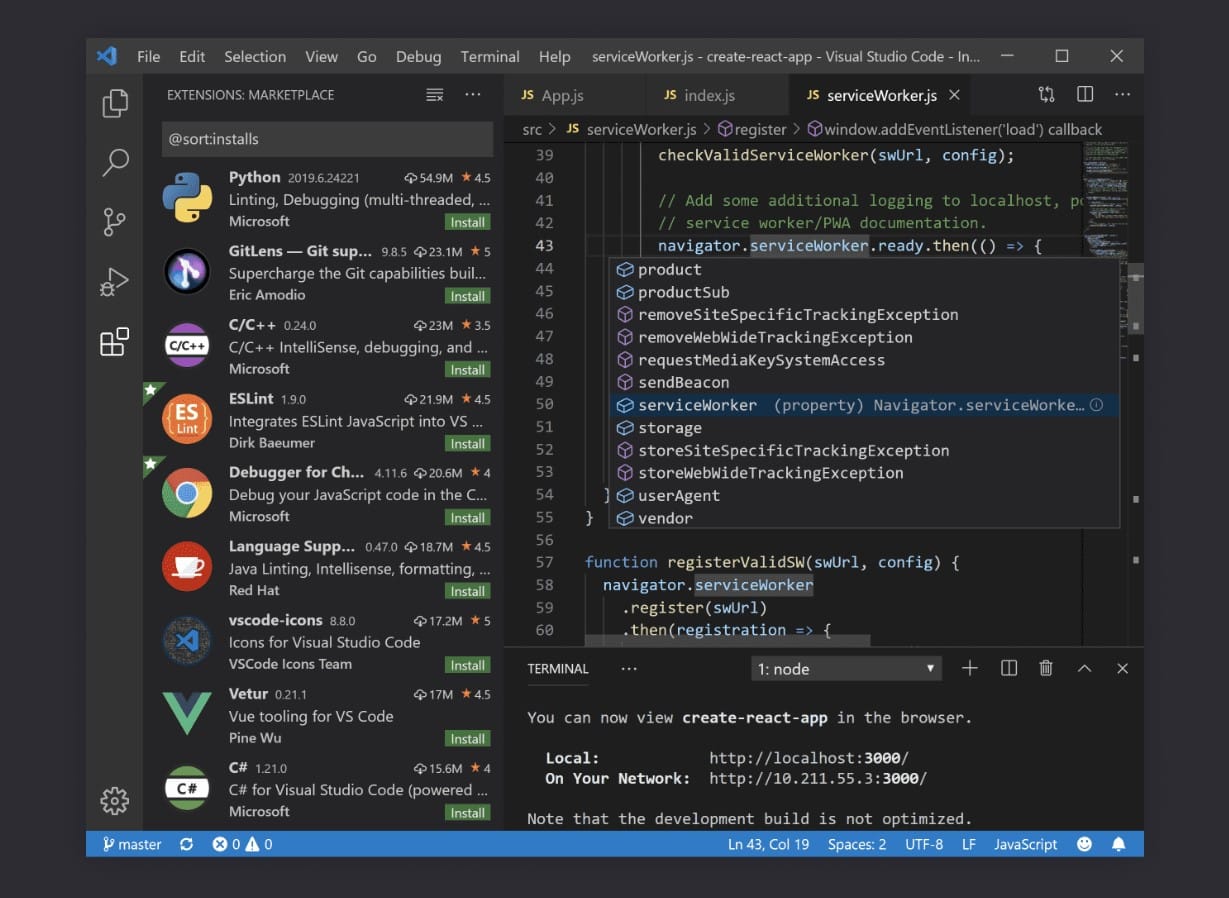 File Edit Selection View Go Debug Terminal Help serviceWorker.js - create-react-app - Visual Studio Code - In...
EXTENSIONS: MARKETPLACE
@sort:installs
Python 2019.6.24221 54.9M ★ 4.5
Linting, Debugging (multi-threaded, ...
Microsoft Install
GitLens — Git sup... 9.8.5 23.1M ★ 5
Supercharge the Git capabilities buil...
Eric Amodio Install
C/C++
C/C++ 0.24.0 23M ★ 3.5
C/C++ IntelliSense, debugging, and ...
Microsoft Install
ES
Lint
ESLint 1.9.0 21.9M ★ 4.5
Integrates ESLint JavaScript into VS ...
Dirk Baeumer Install
Debugger for Ch... 4.11.6 20.6M ★ 4
Debug your JavaScript code in the C...
Microsoft Install
Language Supp... 0.47.0 18.7M ★ 4.5
Java Linting, Intellisense, formatting, ...
Red Hat Install
vscode-icons 8.8.0 17.2M ★ 5
Icons for Visual Studio Code
VSCode Icons Team Install
Vetur 0.21.1 17M ★ 4.5
Vue tooling for VS Code
Pine Wu Install
C#
C# 1.21.0 15.6M ★ 4
C# for Visual Studio Code (powered ...
Microsoft Install
JS App.js JS index.js JS serviceWorker.js
src > JS serviceWorker.js > register > window.addEventListener('load') callback
39 checkValidServiceWorker(swUrl, config);
40
41 // Add some additional logging to localhost, po
42 // service worker/PWA documentation.
43 navigator.serviceWorker.ready.then(() => {
44 product
45 productSub
46 removeSiteSpecificTrackingException
47 removeWebWideTrackingException
48 requestMediaKeySystemAccess
49 sendBeacon
50 serviceWorker (property) Navigator.serviceWorke...
51 storage
52 storeSiteSpecificTrackingException
53 storeWebWideTrackingException
54 } userAgent
55 } vendor
56
57 function registerValidSW(swUrl, config) {
58 navigator.serviceWorker
59 .register(swUrl)
60 .then(registration => {
TERMINAL ... 1: node
You can now view create-react-app in the browser.
Local: http://localhost:3000/
On Your Network: http://10.211.55.3:3000/
Note that the development build is not optimized.
master 0 0 Ln 43, Col 19 Spaces: 2 UTF-8 LF JavaScript